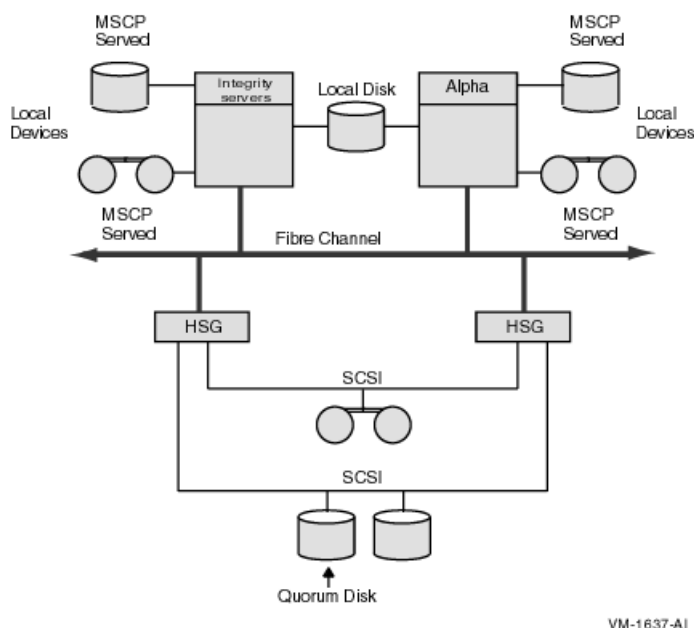 MSCP
Served
MSCP
Served
Integrity
servers
Local Disk
Alpha
Local
Devices
Local
Devices
MSCP
Served
MSCP
Served
Fibre Channel
HSG
HSG
SCSI
SCSI
Quorum Disk
VM-1637-AI